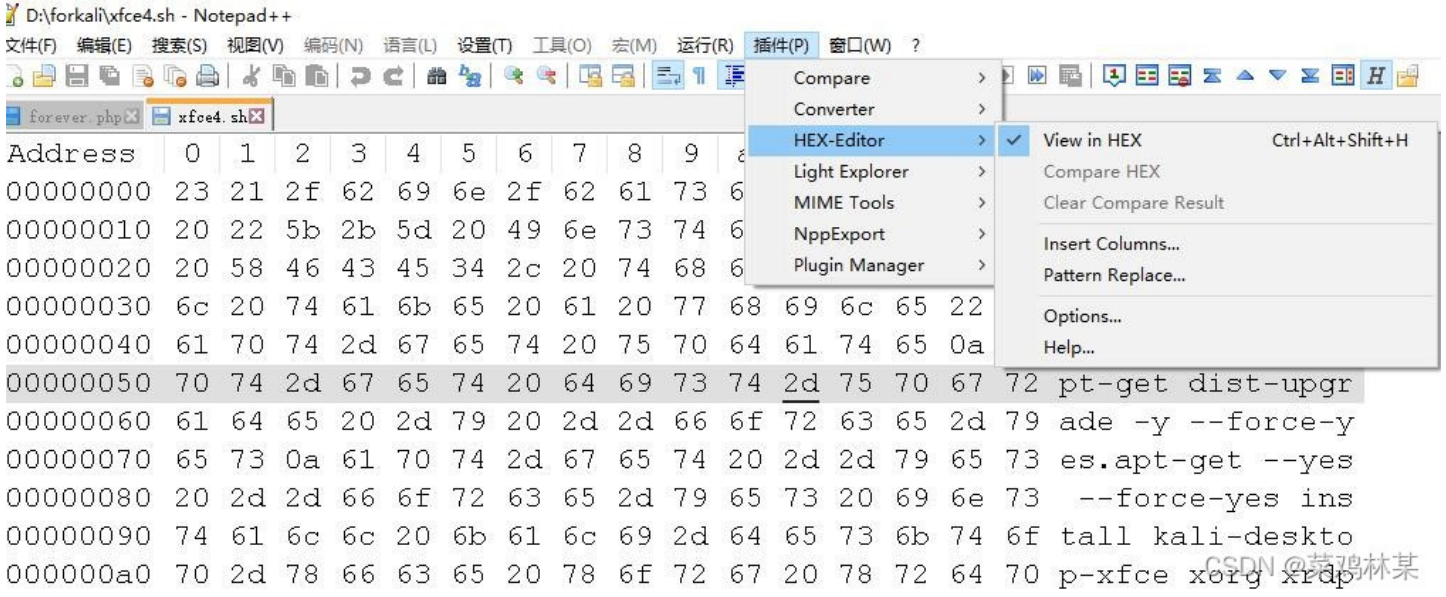 D:\forkali\xfce4.sh - Notepad++
文件(F) 编辑(E) 搜索(S) 视图(V) 编码(N) 语言(L) 设置(T) 工具(O) 宏(M) 运行(R) 插件(P) 窗口(W) ?
forever.php xfce4.sh
Compare
Converter
HEX-Editor
Light Explorer
MIME Tools
NppExport
Plugin Manager
View in HEX Ctrl+Alt+Shift+H
Compare HEX
Clear Compare Result
Insert Columns...
Pattern Replace...
Options...
Help...
Address 0 1 2 3 4 5 6 7 8 9
00000000 23 21 2f 62 69 6e 2f 62 61 73 6
00000010 20 22 5b 2b 5d 20 49 6e 73 74 6
00000020 20 58 46 43 45 34 2c 20 74 68 6
00000030 6c 20 74 61 6b 65 20 61 20 77 68 69 6c 65 22
00000040 61 70 74 2d 67 65 74 20 75 70 64 61 74 65 0a
00000050 70 74 2d 67 65 74 20 64 69 73 74 2d 75 70 67 72 pt-get dist-upgr
00000060 61 64 65 20 2d 79 20 2d 2d 66 6f 72 63 65 2d 79 ade -y --force-y
00000070 65 73 0a 61 70 74 2d 67 65 74 20 2d 2d 79 65 73 es.apt-get --yes
00000080 20 2d 2d 66 6f 72 63 65 2d 79 65 73 20 69 6e 73 --force-yes ins
00000090 74 61 6c 6c 20 6b 61 6c 69 2d 64 65 73 6b 74 6f tall kali-deskto
000000a0 70 2d 78 66 63 65 20 78 6f 72 67 20 78 72 64 70 p-xfce xorg xrdp
CSDN @菜鸡林某